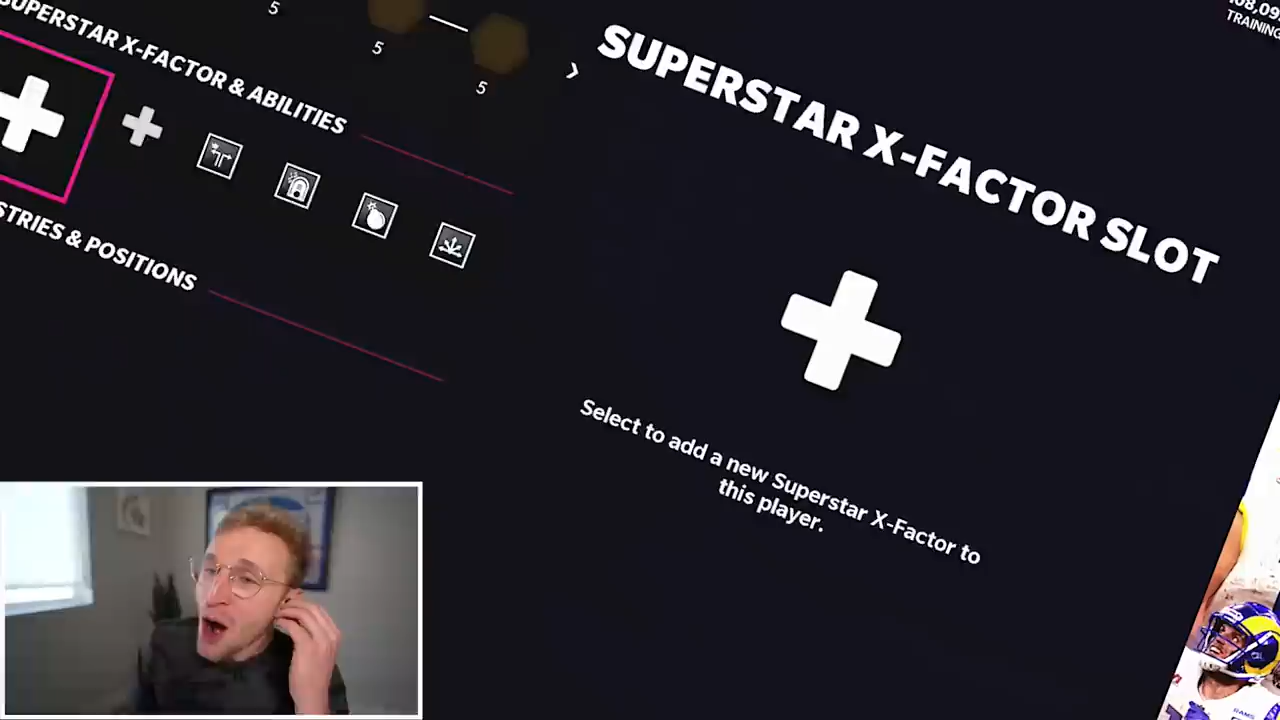 5
5
5
SUPERSTAR X-FACTOR & ABILITIES
STRIES & POSITIONS
SUPERSTAR X-FACTOR SLOT
Select to add a new Superstar X-Factor to
this player.
TRAINING
RAMS